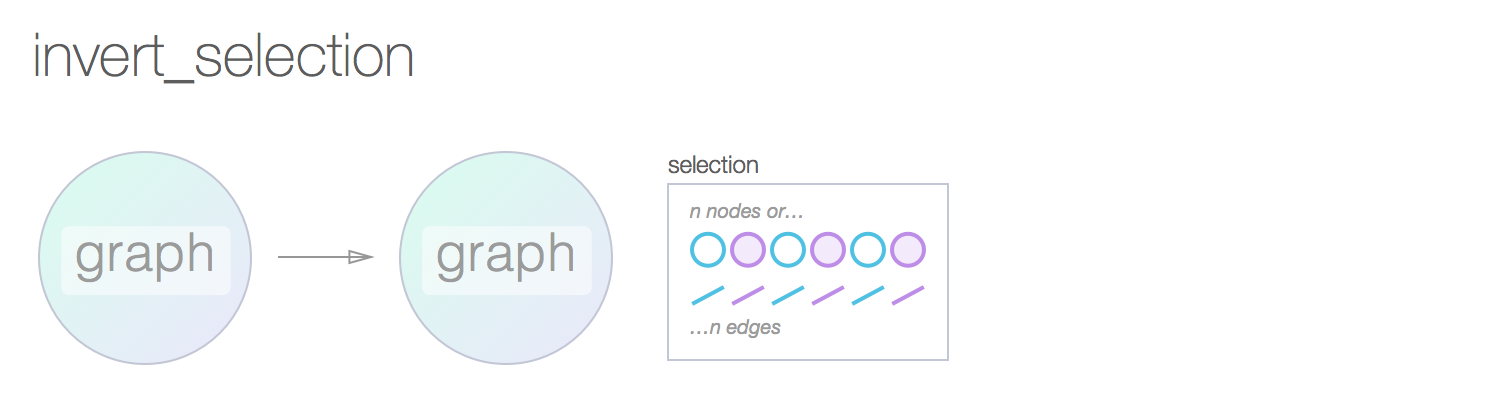 invert_selection
graph
graph
selection
n nodes or…
…n edges